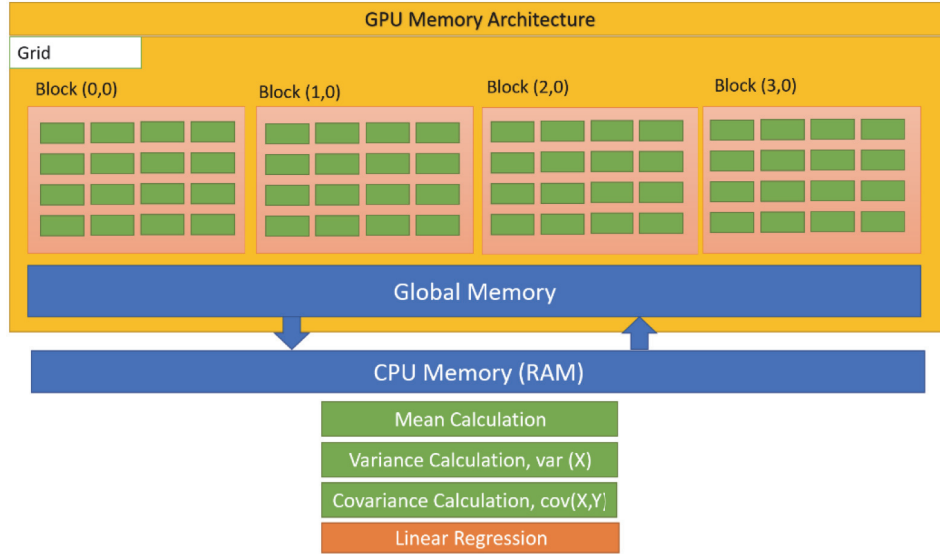 GPU Memory Architecture
Grid
Block (0,0)
Block (1,0)
Block (2,0)
Block (3,0)
Global Memory
CPU Memory (RAM)
Mean Calculation
Variance Calculation, var (X)
Covariance Calculation, cov(X,Y)
Linear Regression